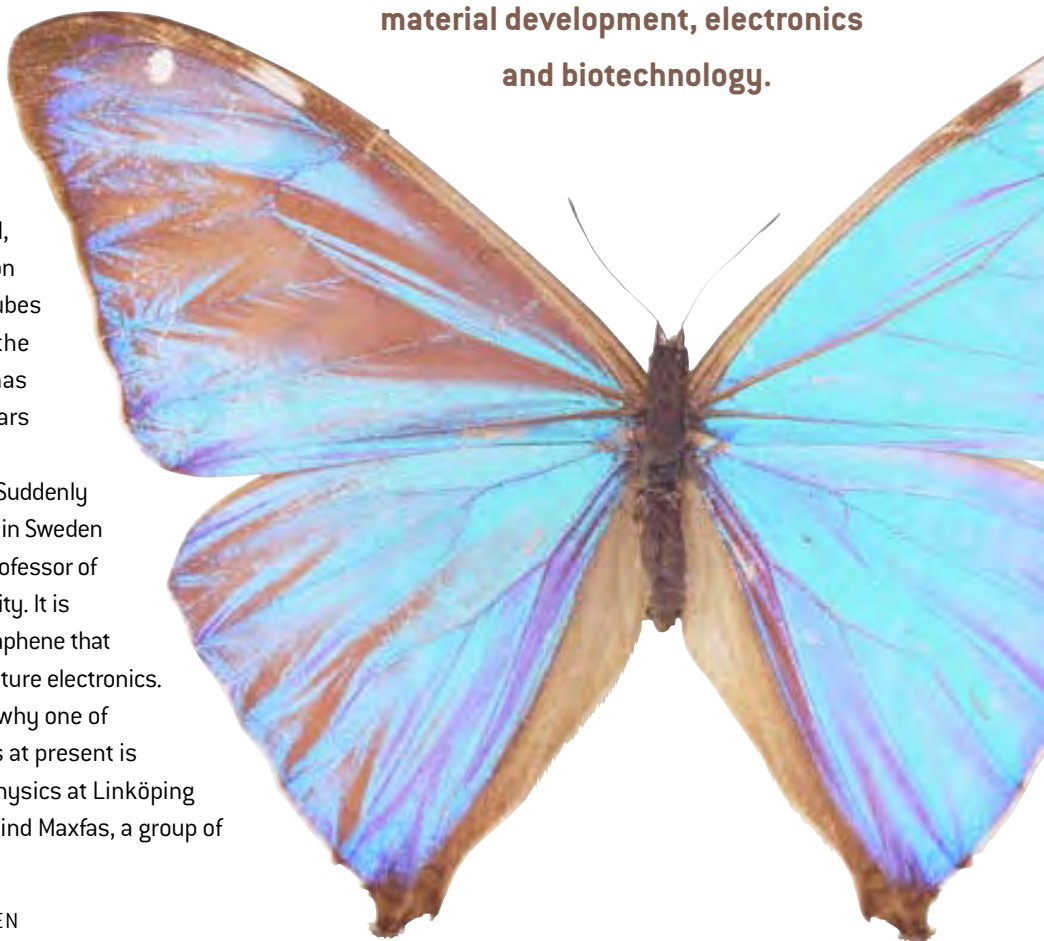 material development, electronics
and biotechnology.
on
ubes
the
has
ars
Suddenly
in Sweden
ofessor of
ity. It is
aphene that
ture electronics.
why one of
s at present is
hysics at Linköping
ind Maxfas, a group of
EN